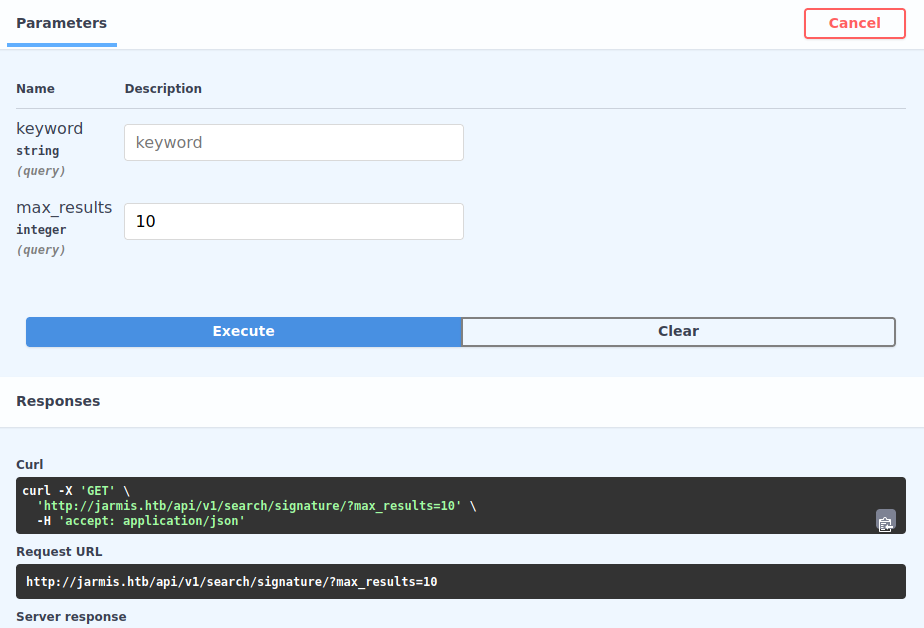 Parameters
Cancel
Name Description
keyword
string
(query)
keyword
max_results
integer
(query)
10
Execute Clear
Responses
Curl
curl -X 'GET' \
'http://jarmis.htb/api/v1/search/signature/?max_results=10' \
-H 'accept: application/json'
Request URL
http://jarmis.htb/api/v1/search/signature/?max_results=10
Server response